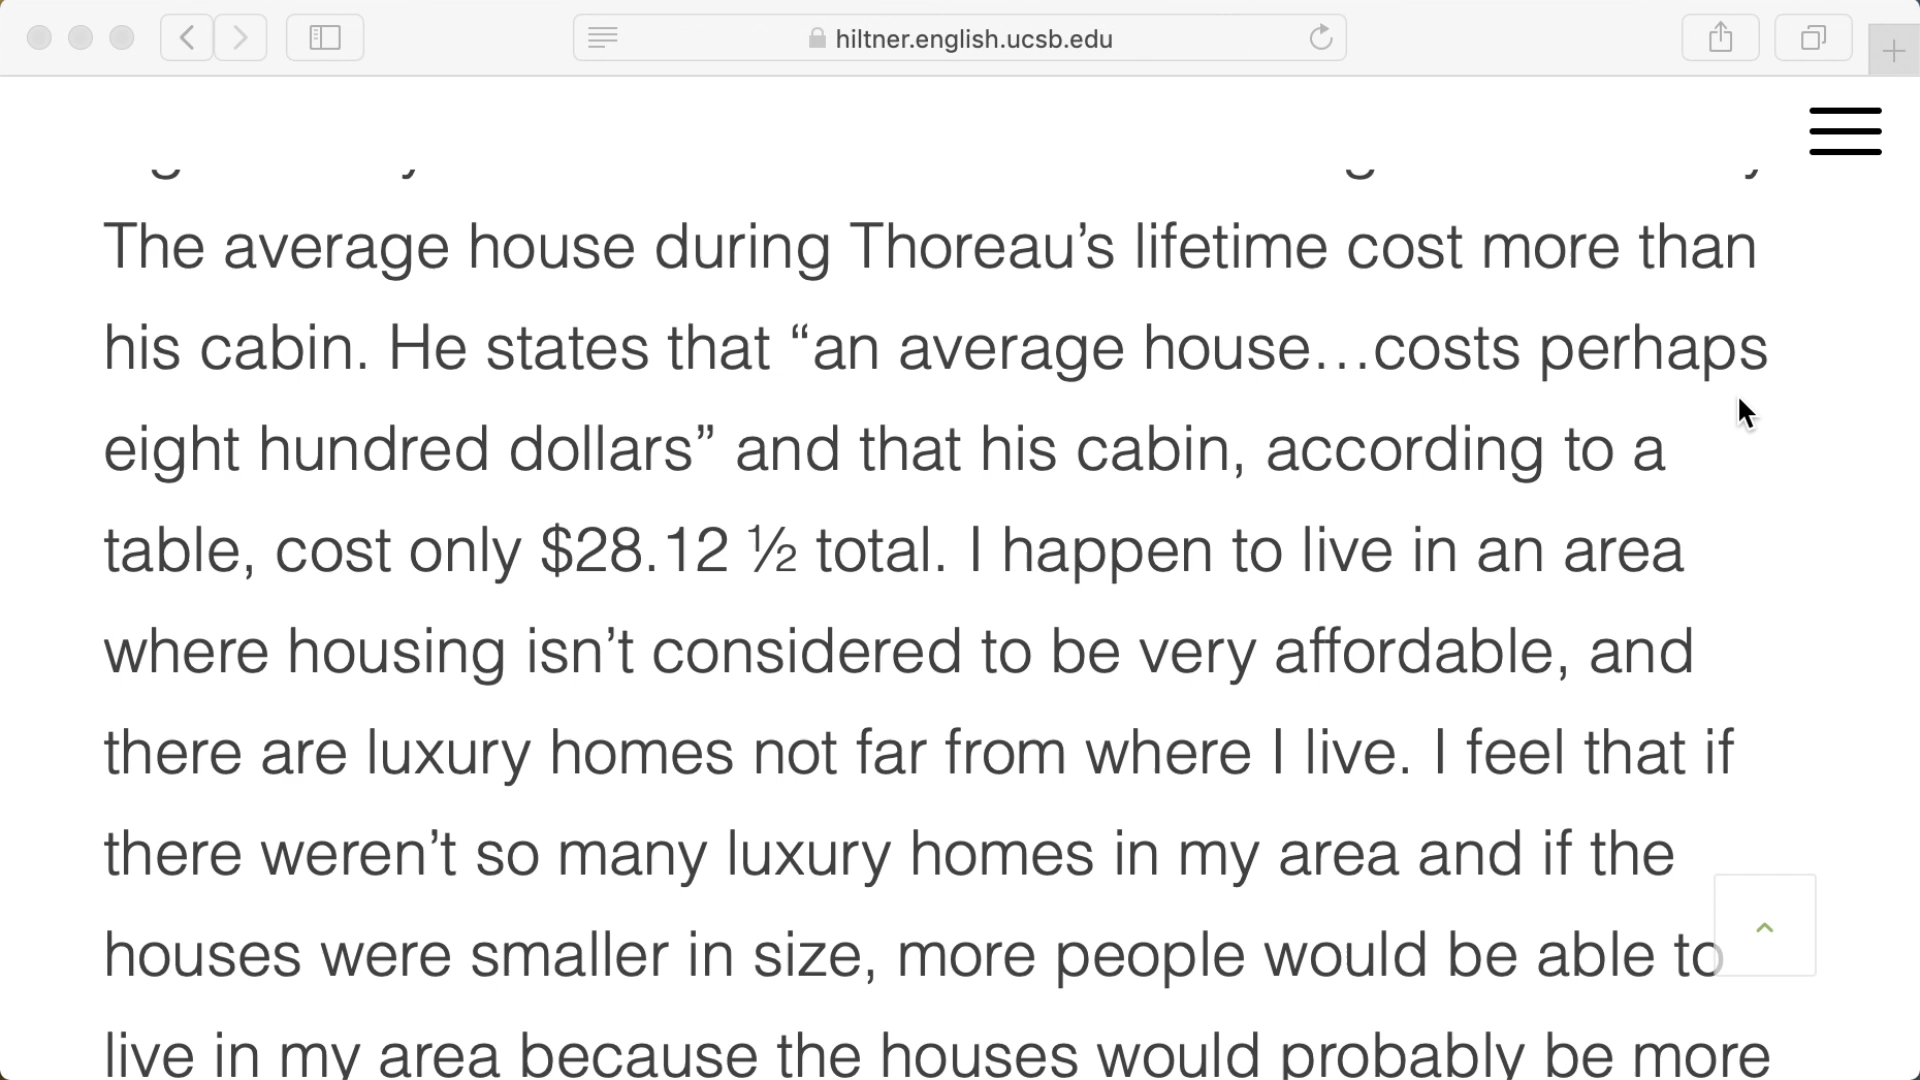 hiltner.english.ucsb.edu
The average house during Thoreau’s lifetime cost more than
his cabin. He states that “an average house…costs perhaps
eight hundred dollars” and that his cabin, according to a
table, cost only $28.12 ½ total. I happen to live in an area
where housing isn’t considered to be very affordable, and
there are luxury homes not far from where I live. I feel that if
there weren’t so many luxury homes in my area and if the
houses were smaller in size, more people would be able to
live in my area because the houses would probably be more